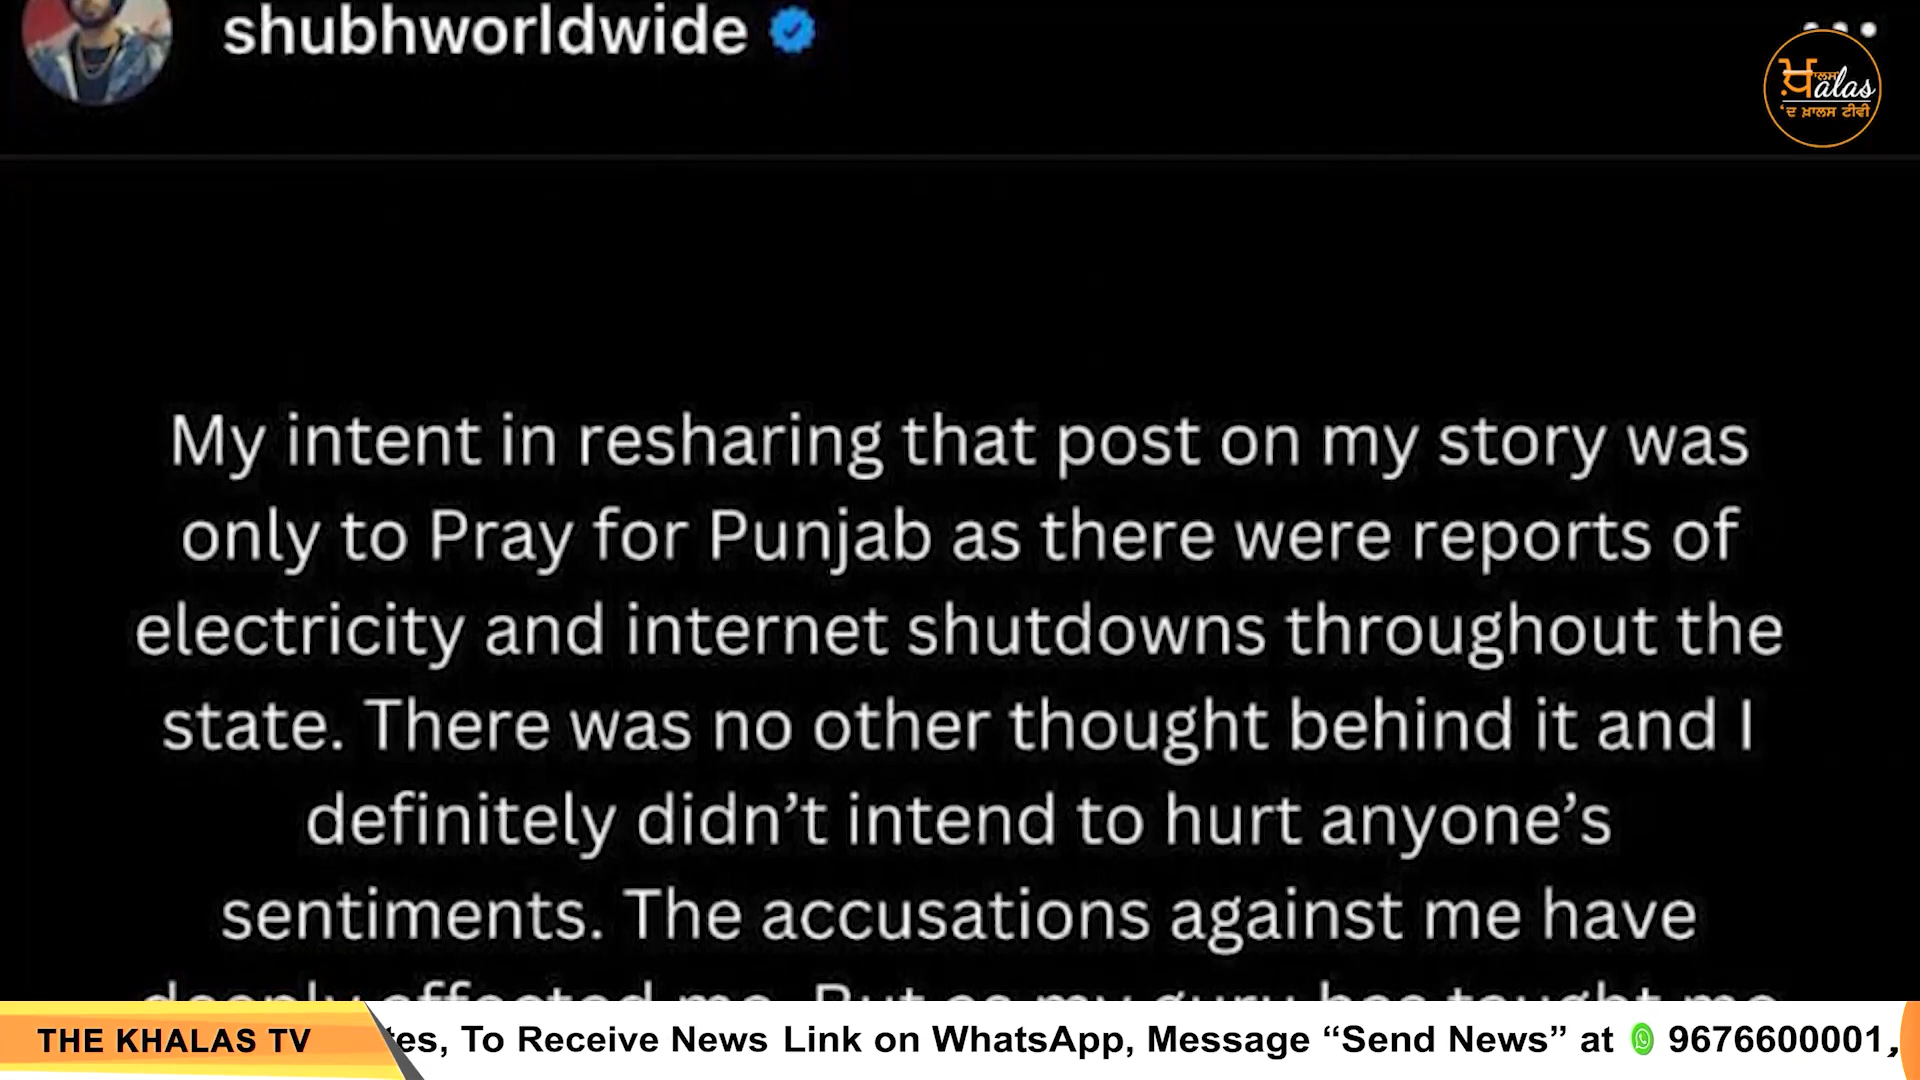 shubhworldwide
ਖ਼ਾਲਸ
alas
'ਦ ਖ਼ਾਲਸ ਟੀਵੀ
My intent in resharing that post on my story was
only to Pray for Punjab as there were reports of
electricity and internet shutdowns throughout the
state. There was no other thought behind it and I
definitely didn’t intend to hurt anyone’s
sentiments. The accusations against me have
deeply affected me. But as my guru has taught me
THE KHALAS TV
es, To Receive News Link on WhatsApp, Message “Send News” at 9676600001,